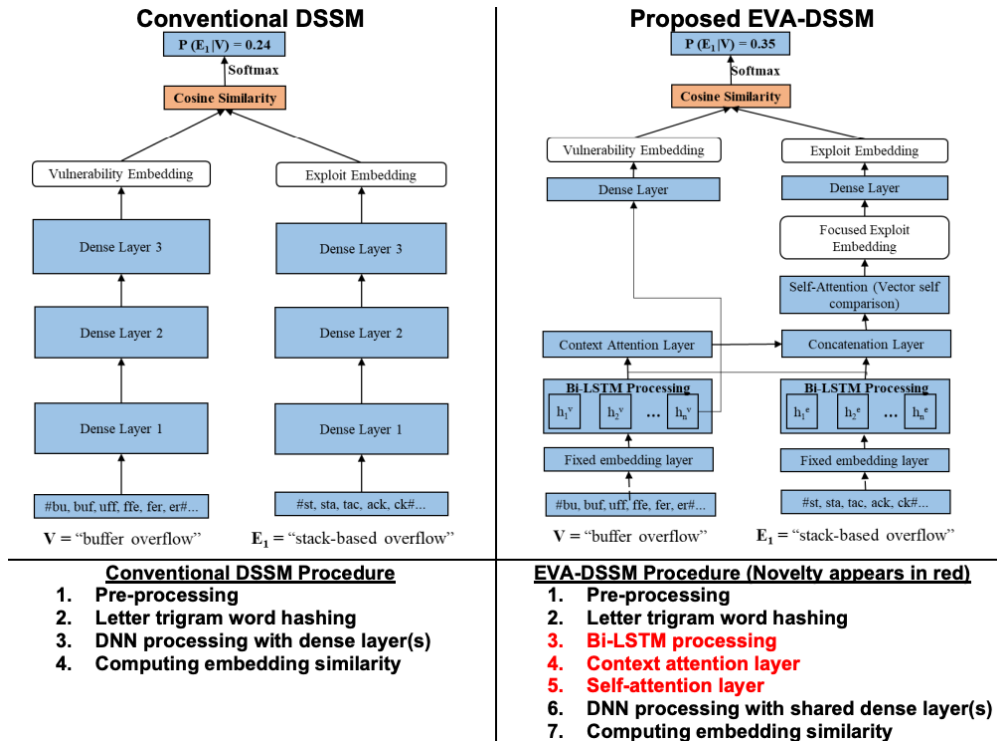 Conventional DSSM
P (E1|V) = 0.24
Softmax
Cosine Similarity
Vulnerability Embedding
Exploit Embedding
Dense Layer 3
Dense Layer 3
Dense Layer 2
Dense Layer 2
Dense Layer 1
Dense Layer 1
#bu, buf, uff, ffe, fer, er#...
#st, sta, tac, ack, ck#...
V = “buffer overflow”
E1 = “stack-based overflow”
Proposed EVA-DSSM
P (E1|V) = 0.35
Softmax
Cosine Similarity
Vulnerability Embedding
Exploit Embedding
Dense Layer
Dense Layer
Focused Exploit
Embedding
Self-Attention (Vector self
comparison)
Context Attention Layer
Concatenation Layer
Bi-LSTM Processing
h1v h2v ... hnv
Bi-LSTM Processing
h1e h2e ... hne
Fixed embedding layer
Fixed embedding layer
#bu, buf, uff, ffe, fer, er#...
#st, sta, tac, ack, ck#...
V = “buffer overflow”
E1 = “stack-based overflow”
Conventional DSSM Procedure
1. Pre-processing
2. Letter trigram word hashing
3. DNN processing with dense layer(s)
4. Computing embedding similarity
EVA-DSSM Procedure (Novelty appears in red)
1. Pre-processing
2. Letter trigram word hashing
3. Bi-LSTM processing
4. Context attention layer
5. Self-attention layer
6. DNN processing with shared dense layer(s)
7. Computing embedding similarity